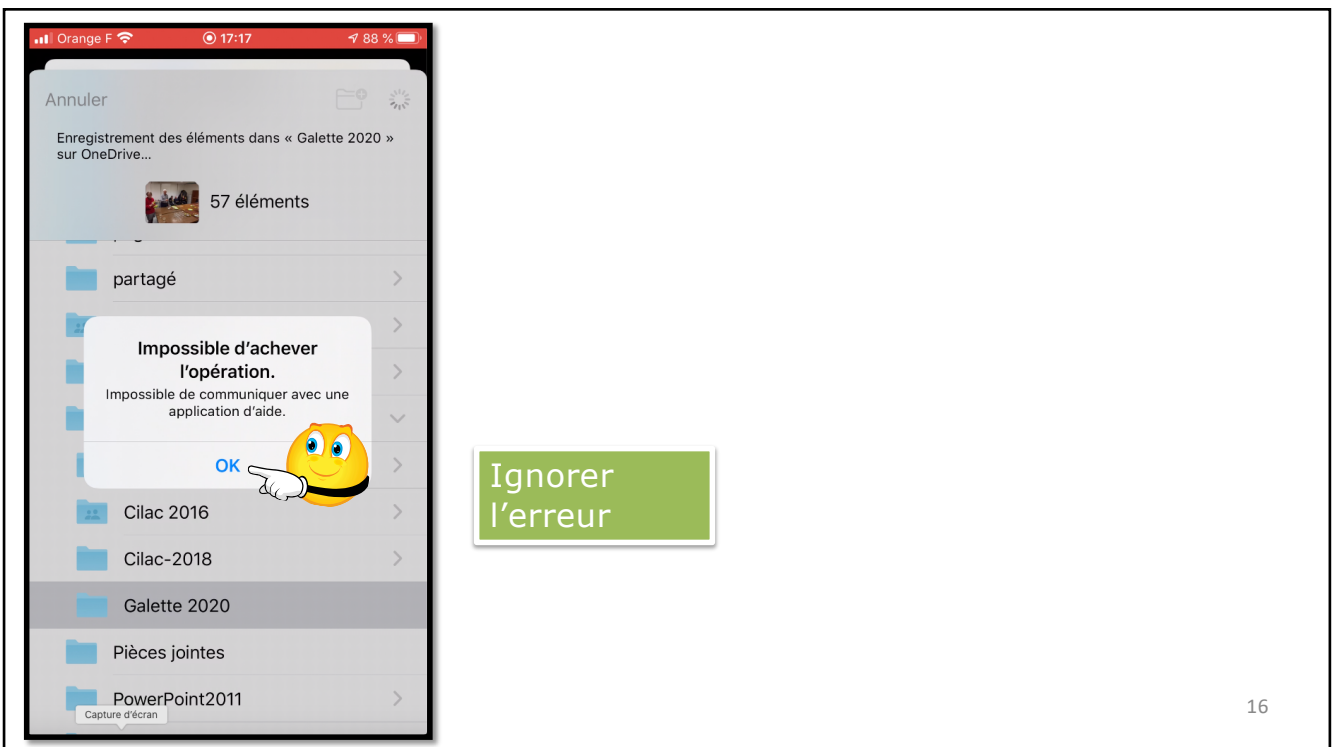 Orange F 17:17 88 %
Annuler
Enregistrement des éléments dans « Galette 2020 »
sur OneDrive...
57 éléments
partagé
Impossible d'achever
l'opération.
Impossible de communiquer avec une
application d'aide.
OK
Ignorer
l'erreur
Cilac 2016
Cilac-2018
Galette 2020
Pièces jointes
PowerPoint2011
Capture d'écran
16